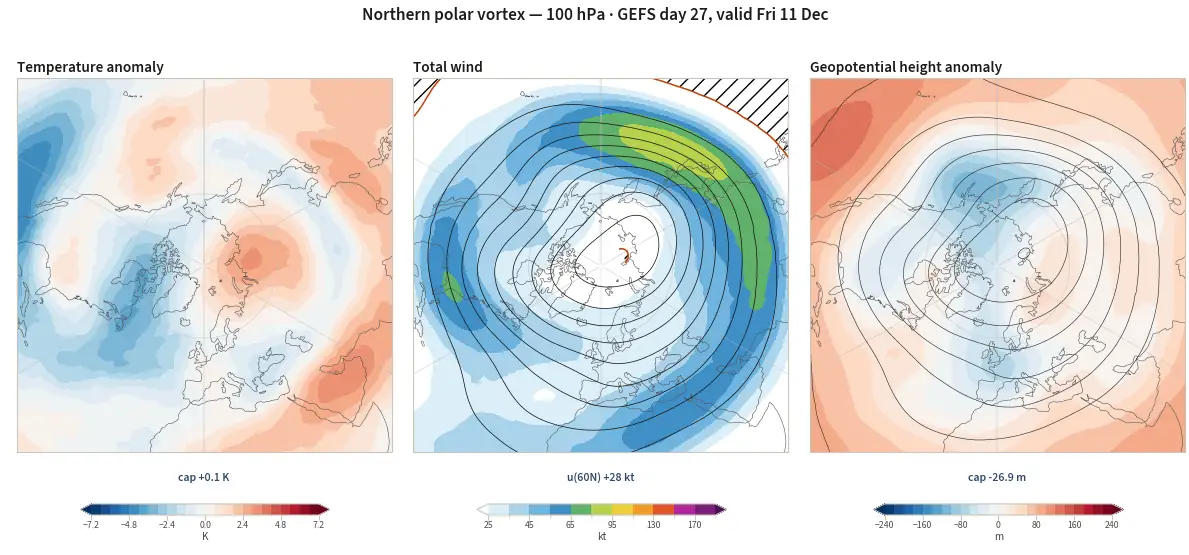 Northern polar vortex — 100 hPa · GEFS day 27, valid Fri 11 Dec
Temperature anomaly
Total wind
Geopotential height anomaly
cap +0.1 K
u(60N) +28 kt
cap -26.9 m
−7.2 −4.8 −2.4 0.0 2.4 4.8 7.2
K
25 45 65 95 130 170
kt
−240 −160 −80 0 80 160 240
m